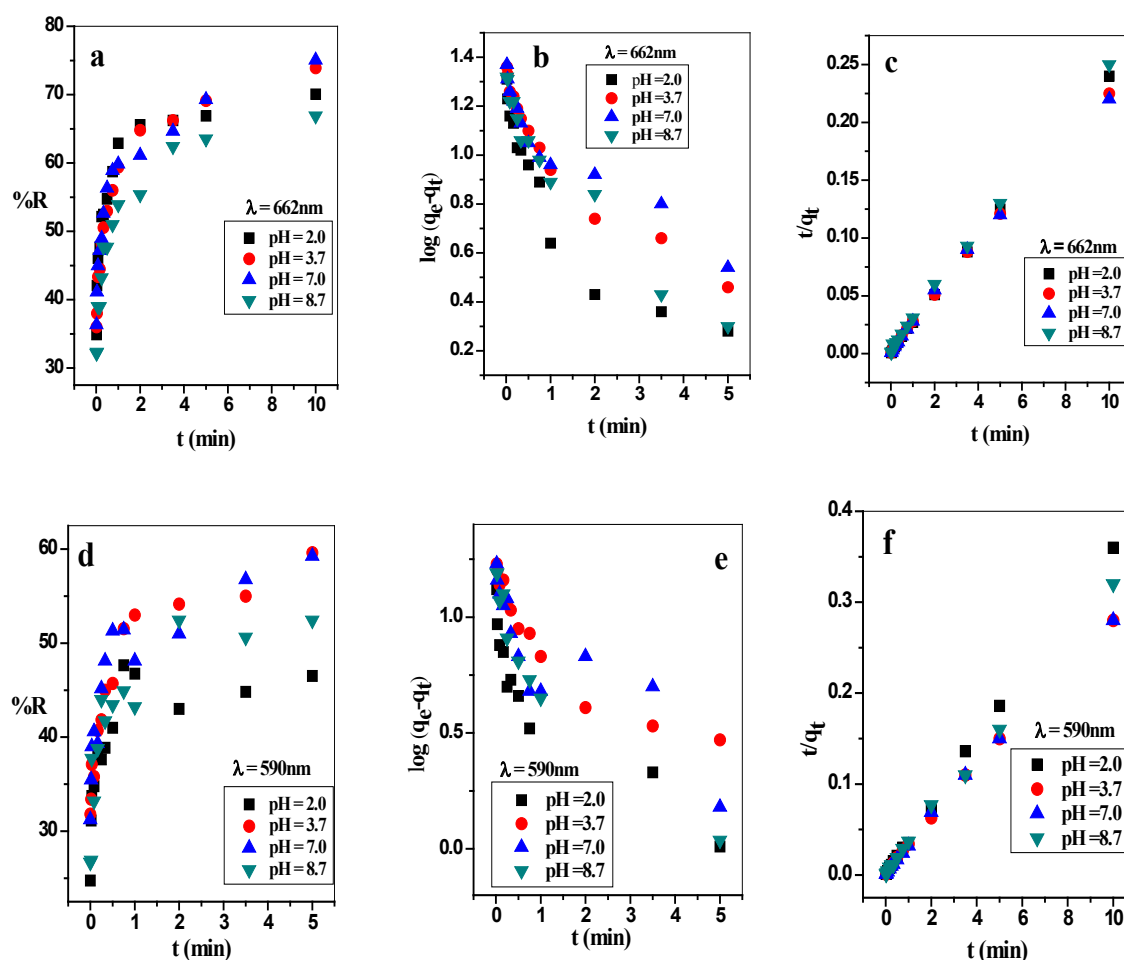 a
80
70
60
50
40
30
%R
λ = 662nm
pH = 2.0
pH = 3.7
pH = 7.0
pH = 8.7
0 2 4 6 8 10
t (min)
b
1.4
1.2
1.0
0.8
0.6
0.4
0.2
log (qe-qt)
λ = 662nm
pH =2.0
pH =3.7
pH =7.0
pH =8.7
0 1 2 3 4 5
t (min)
c
0.25
0.20
0.15
0.10
0.05
0.00
t/qt
λ = 662nm
pH =2.0
pH =3.7
pH =7.0
pH =8.7
0 2 4 6 8 10
t (min)
d
60
50
40
30
%R
λ = 590nm
pH = 2.0
pH = 3.7
pH = 7.0
pH = 8.7
0 1 2 3 4 5
t (min)
e
1.0
0.5
0.0
log (qe-qt)
λ = 590nm
pH =2.0
pH =3.7
pH =7.0
pH =8.7
0 1 2 3 4 5
t (min)
f
0.4
0.3
0.2
0.1
0.0
t/qt
λ = 590nm
pH =2.0
pH =3.7
pH =7.0
pH =8.7
0 2 4 6 8 10
t (min)